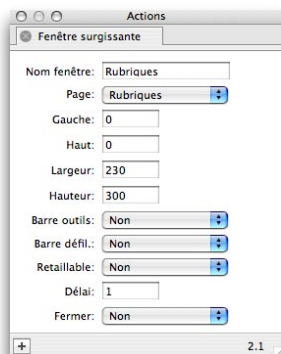 Actions
Fenêtre surgissante
Nom fenêtre: Rubriques
Page: Rubriques
Gauche: 0
Haut: 0
Largeur: 230
Hauteur: 300
Barre outils: Non
Barre défil.: Non
Retaillable: Non
Délai: 1
Fermer: Non
2.1